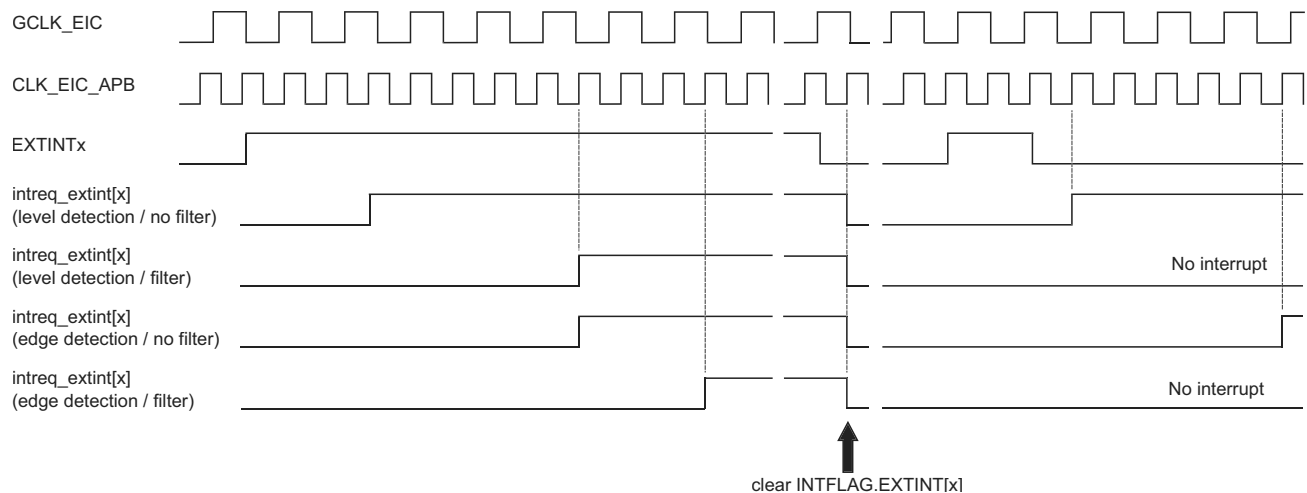 GCLK_EIC
CLK_EIC_APB
EXTINTx
intreq_extint[x]
(level detection / no filter)
intreq_extint[x]
(level detection / filter)
No interrupt
intreq_extint[x]
(edge detection / no filter)
intreq_extint[x]
(edge detection / filter)
No interrupt
clear INTFLAG.EXTINT[x]